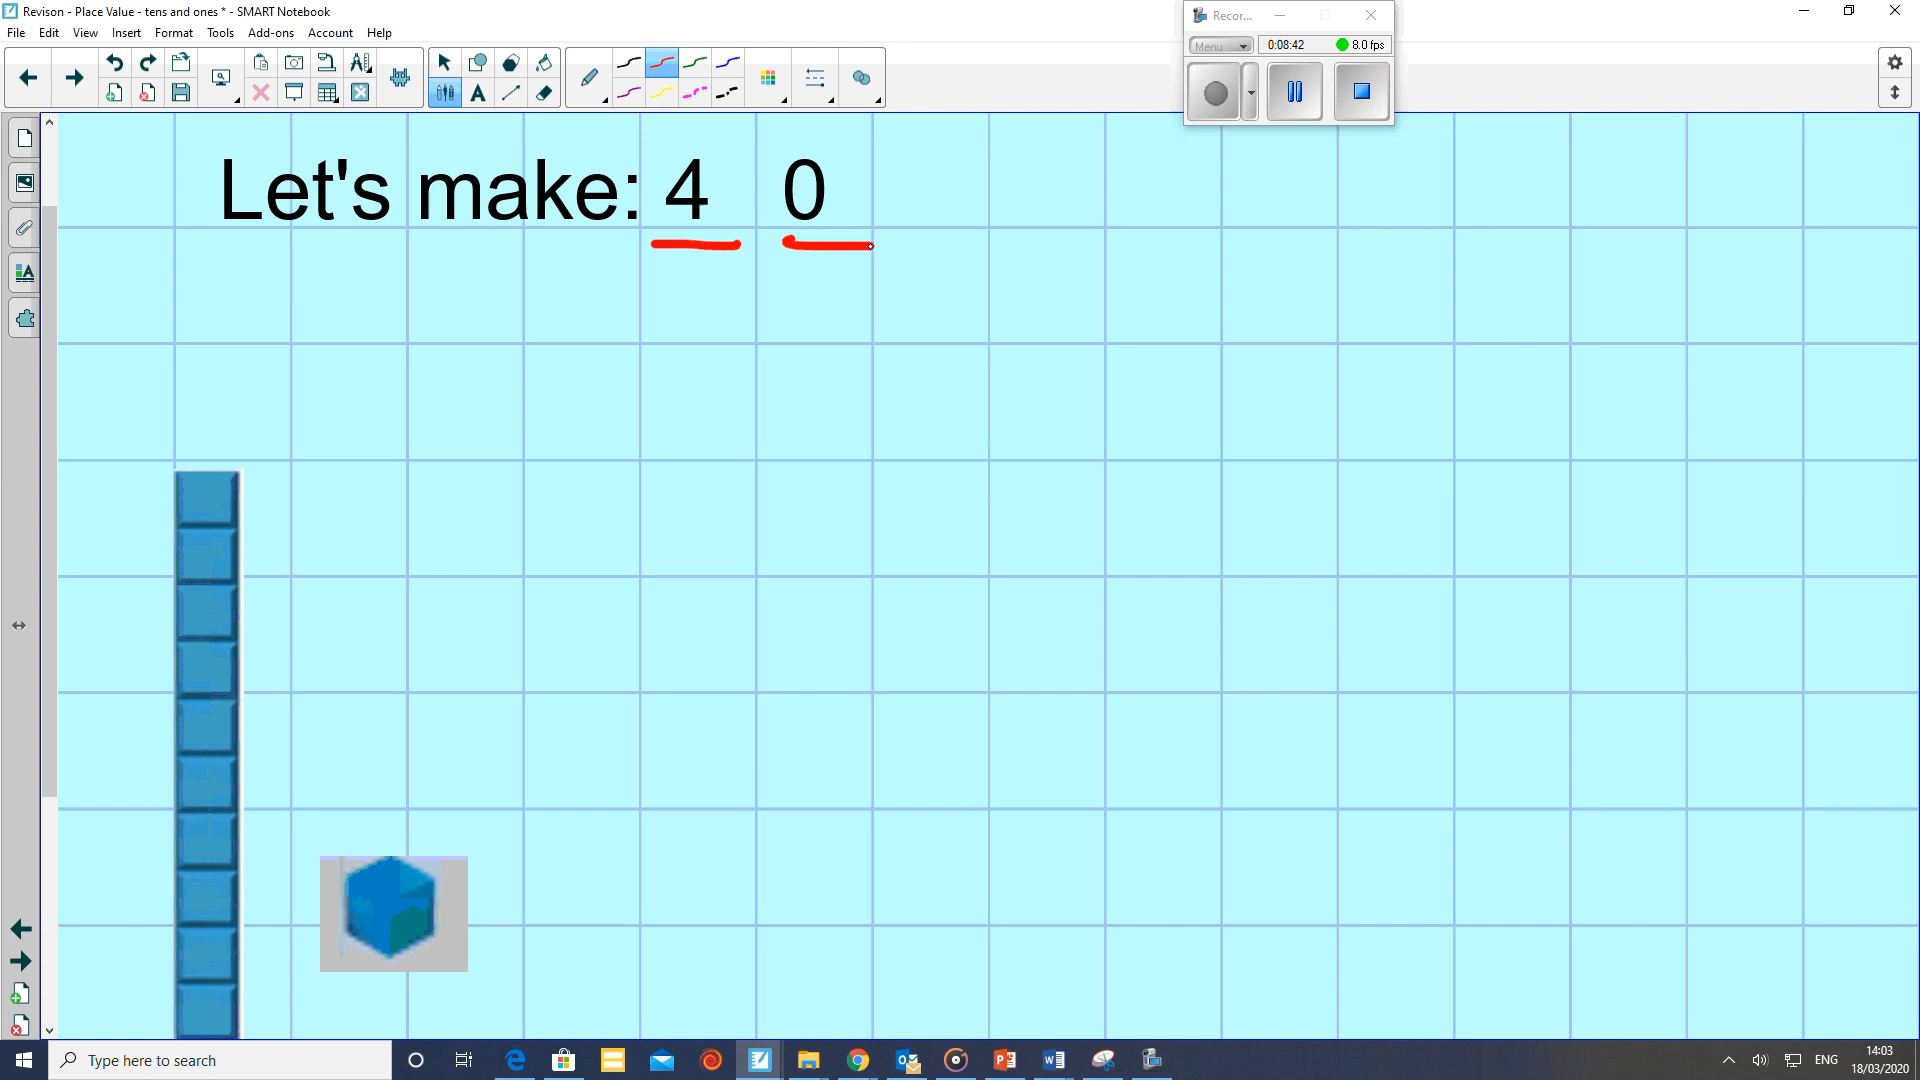 Revison - Place Value - tens and ones * - SMART Notebook
Recor...
File Edit View Insert Format Tools Add-ons Account Help
Menu 0:08:42 8.0 fps
Let's make: 4 0
Type here to search
ENG
14:03
18/03/2020